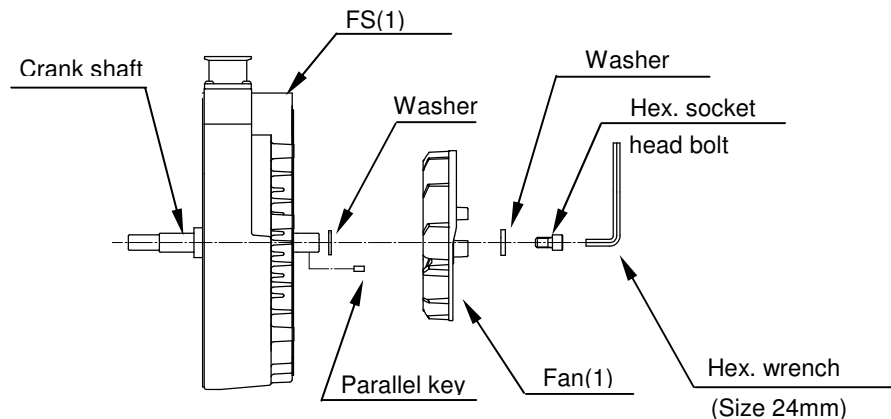 FS(1)
Crank shaft
Washer
Washer
Hex. socket
head bolt
Parallel key
Fan(1)
Hex. wrench
(Size 24mm)